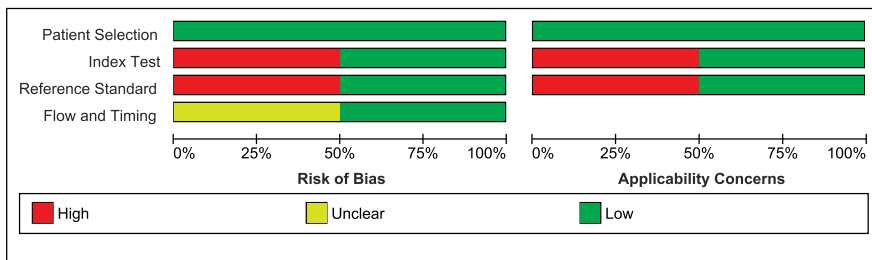 Patient Selection
Index Test
Reference Standard
Flow and Timing
0% 25% 50% 75% 100% 0% 25% 50% 75% 100%
Risk of Bias Applicability Concerns
High Unclear Low